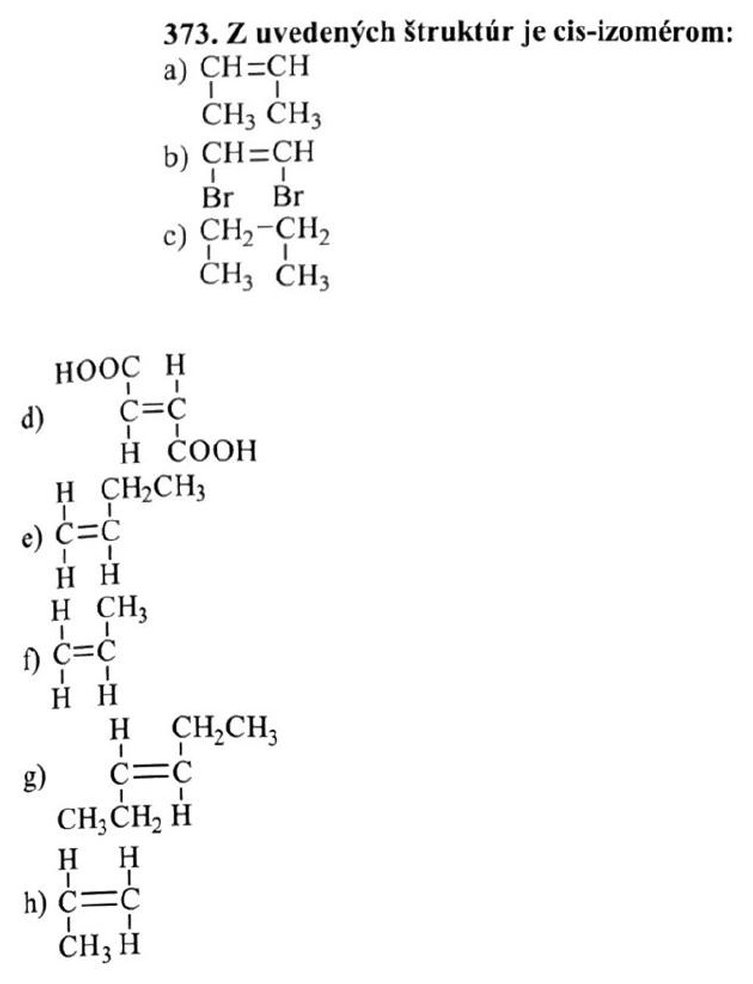 373. Z uvedených štruktúr je cis-izomérom:
a) CH=CH
CH₃ CH₃
b) CH=CH
Br Br
c) CH₂-CH₂
CH₃ CH₃
HOOC H
d) C=C
H COOH
H CH₂CH₃
e) C=C
H H
H CH₃
f) C=C
H H
H CH₂CH₃
g) C=C
CH₃CH₂ H
H H
h) C=C
CH₃ H